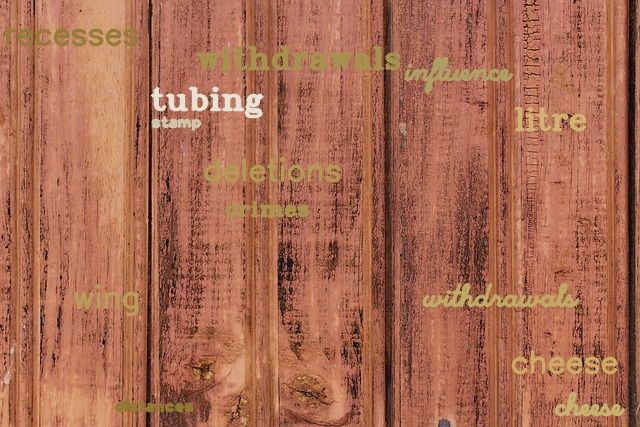 recesses
withdrawals
influence
tubing
litre
stamp
deletions
crimes
wing
withdrawals
cheese
distances
cheese